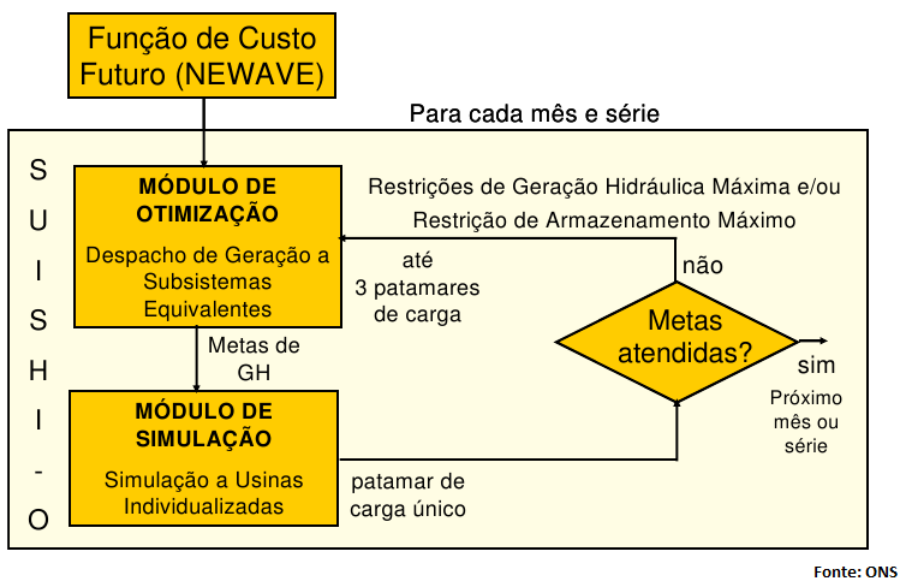 Função de Custo
Futuro (NEWAVE)
Para cada mês e série
S
U
I
S
H
I
-
O
MÓDULO DE
OTIMIZAÇÃO
Despacho de Geração a
Subsistemas
Equivalentes
Restrições de Geração Hidráulica Máxima e/ou
Restrição de Armazenamento Máximo
até
3 patamares
de carga
não
Metas
atendidas?
sim
Próximo
mês ou
série
Metas de
GH
MÓDULO DE
SIMULAÇÃO
Simulação a Usinas
Individualizadas
patamar de
carga único
Fonte: ONS